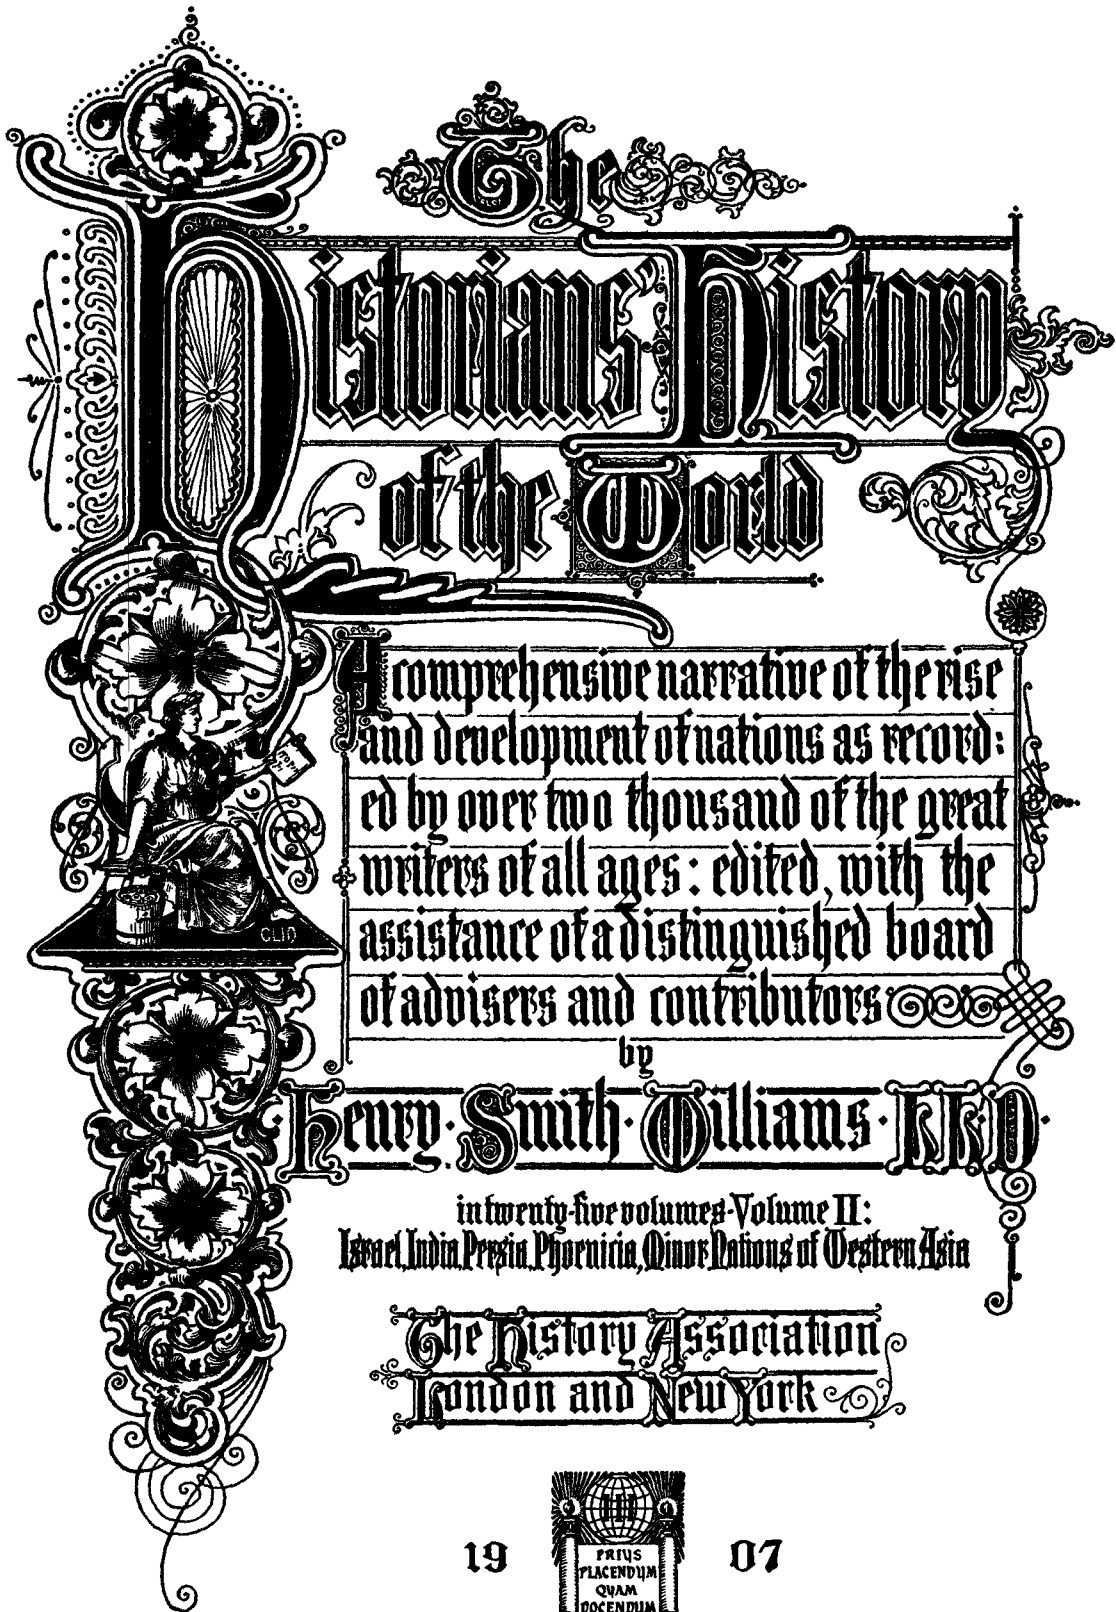 The
Historians' History
of the World
A comprehensive narrative of the rise
and development of nations as record:
ed by over two thousand of the great
writers of all ages: edited, with the
assistance of a distinguished board
of advisers and contributors
by
Henry · Smith · Williams · LL.D.
in twenty-five volumes-Volume II:
Israel, India, Persia, Phoenicia, Minor Nations of Western Asia
The History Association
London and New York
CLIO
19 07
PRIUS
PLACENDUM
QUAM
DOCENDUM